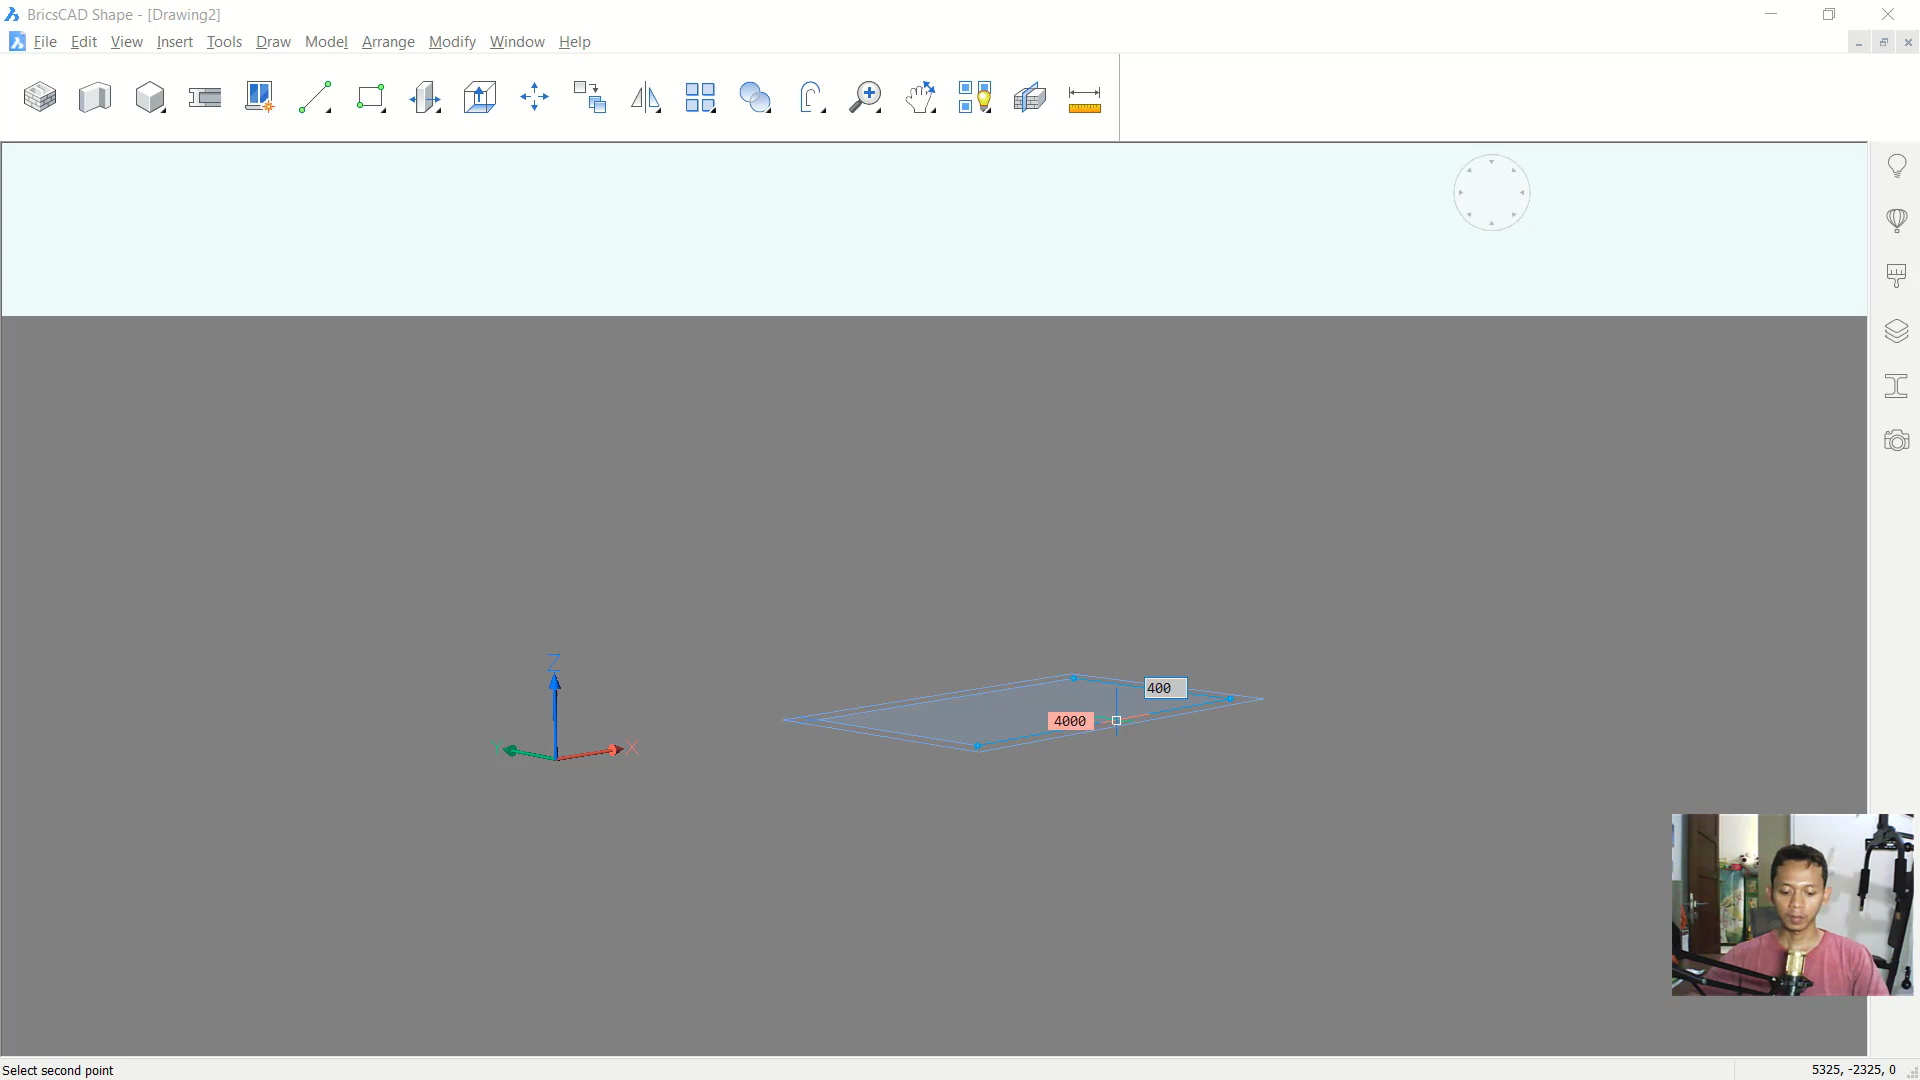 BricsCAD Shape - [Drawing2]
File Edit View Insert Tools Draw Model Arrange Modify Window Help
Z
400
4000
Y
X
Select second point
5325, -2325, 0